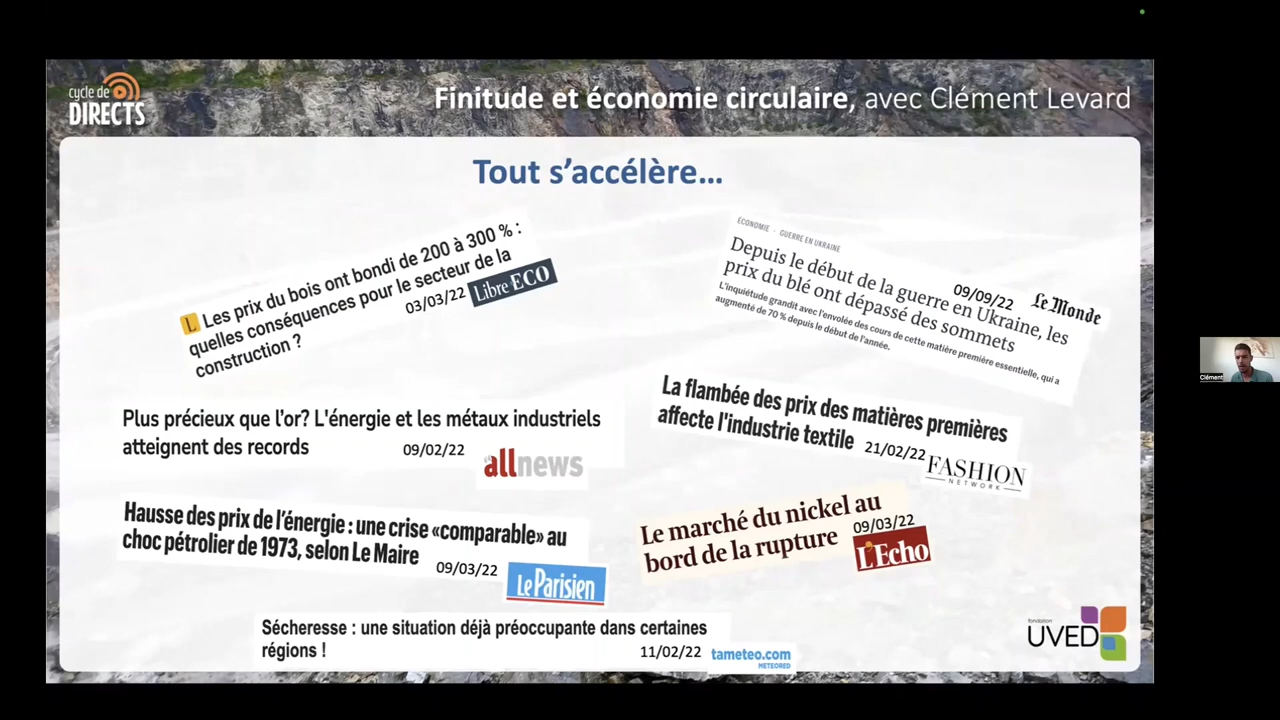 cycle de
DIRECTS
Finitude et économie circulaire, avec Clément Levard
Tout s'accélère...
L Les prix du bois ont bondi de 200 à 300 % :
quelles conséquences pour le secteur de la
construction ?
03/03/22
Libre ECO
ÉCONOMIE · GUERRE EN UKRAINE
Depuis le début de la guerre en Ukraine, les
prix du blé ont dépassé des sommets
L'inquiétude grandit avec l'envolée des cours de cette matière première essentielle, qui a
augmenté de 70 % depuis le début de l'année.
09/09/22
Le Monde
Plus précieux que l'or? L'énergie et les métaux industriels
atteignent des records
09/02/22
allnews
La flambée des prix des matières premières
affecte l'industrie textile
21/02/22
FASHION
NETWORK
Hausse des prix de l'énergie : une crise «comparable» au
choc pétrolier de 1973, selon Le Maire
09/03/22
Le Parisien
Le marché du nickel au
bord de la rupture
09/03/22
L'Echo
Sécheresse : une situation déjà préoccupante dans certaines
régions !
11/02/22
tameteo.com
METEORED
fondation
UVED
Clément